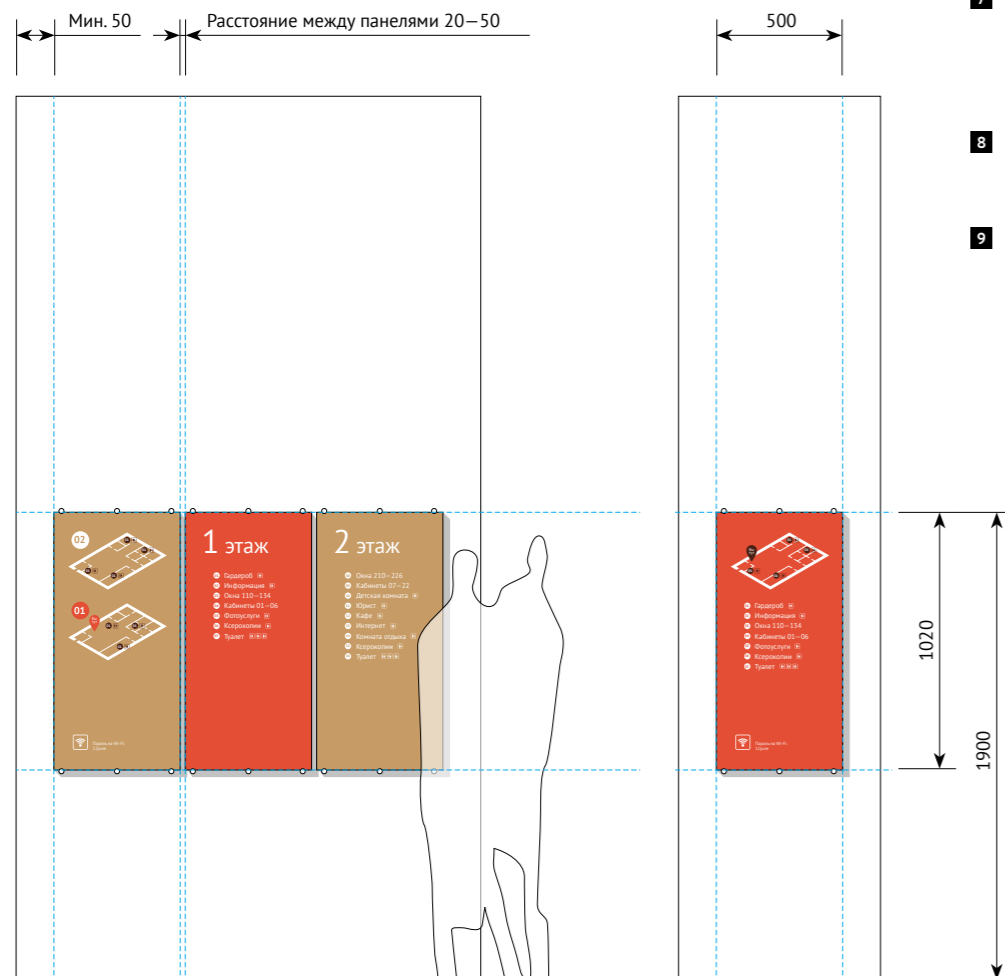 Мин. 50
Расстояние между панелями 20—50
500
7
8
9
02
01
1 этаж
Гардероб
Информация
Окна 110—134
Кабинеты 01—06
Фотоуслуги
Ксерокопии
Туалет
2 этаж
Окна 210—226
Кабинеты 07—22
Детская комната
Юрист
Кафе
Интернет
Комната отдыха
Ксерокопии
Туалет
Гардероб
Информация
Окна 110—134
Кабинеты 01—06
Фотоуслуги
Ксерокопии
Туалет
1020
1900